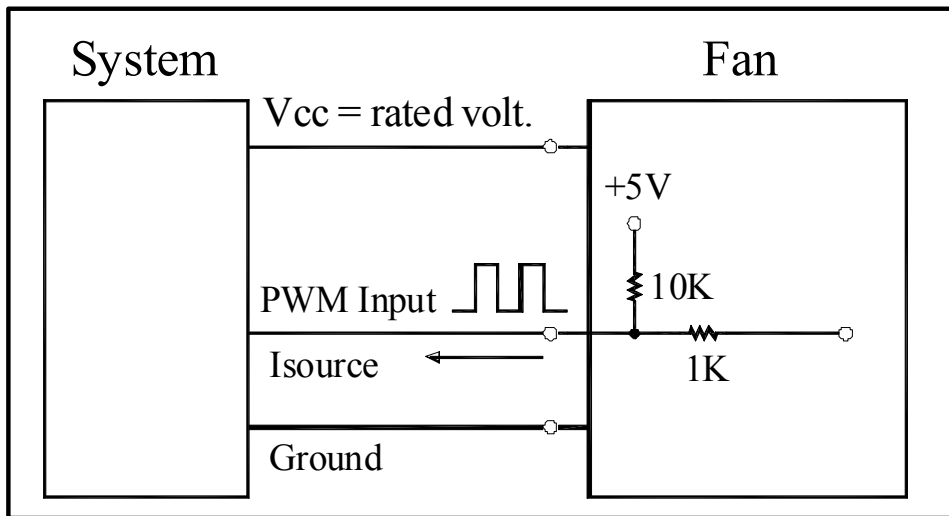 System
Fan
Vcc = rated volt.
+5V
10K
PWM Input
1K
Isource
Ground